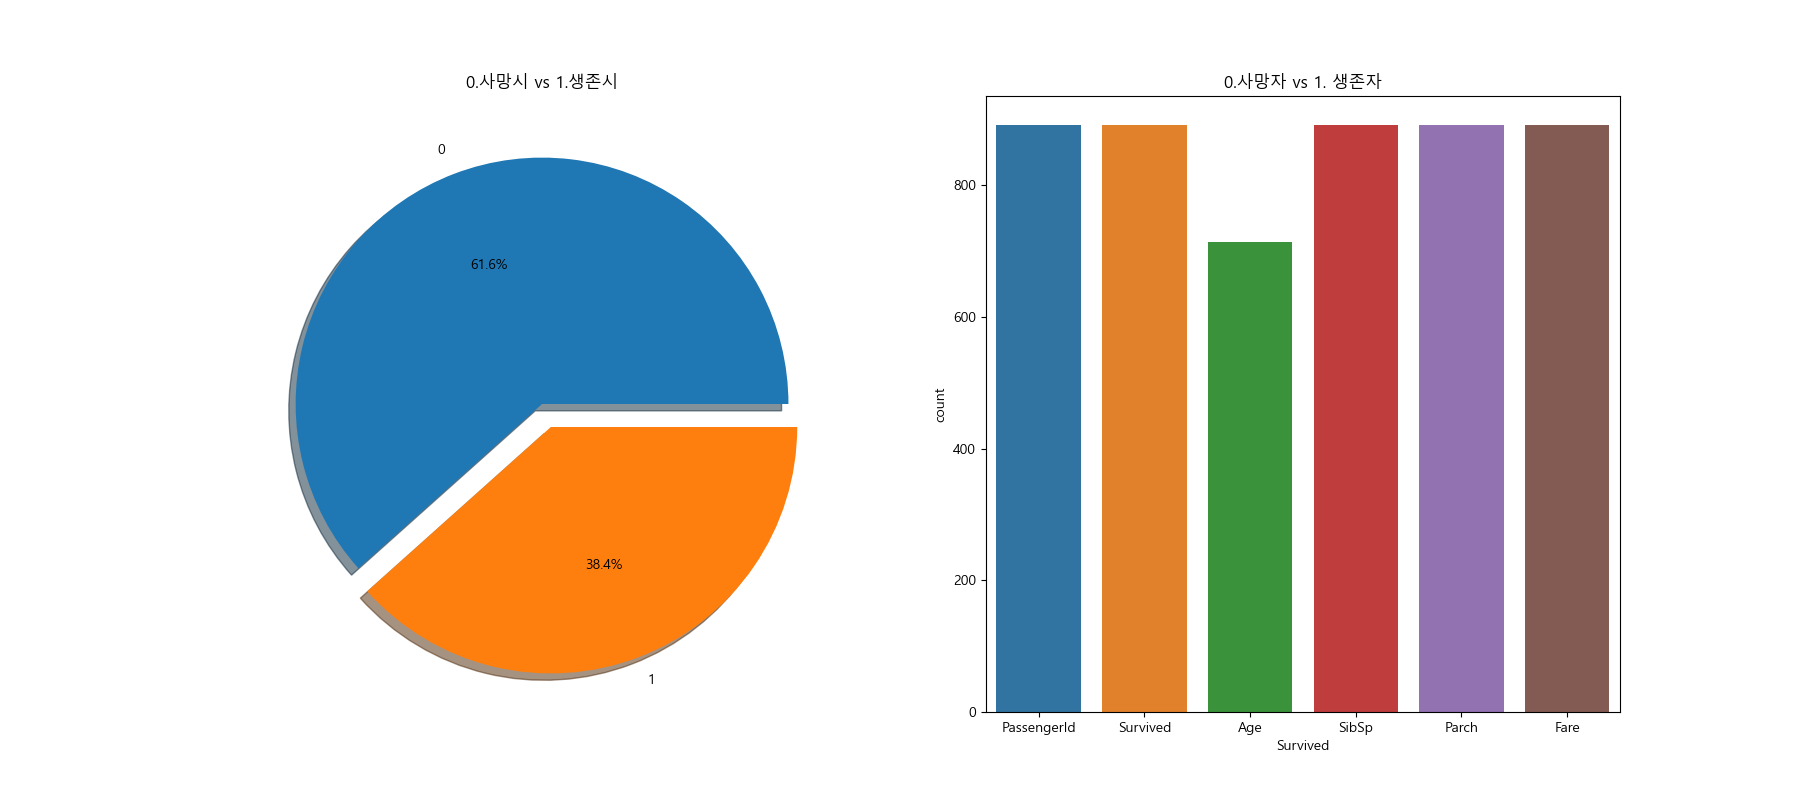 0.사망시 vs 1.생존시
0
61.6%
38.4%
1
0.사망자 vs 1. 생존자
800
600
400
200
0
count
PassengerId
Survived
Age
SibSp
Parch
Fare
Survived